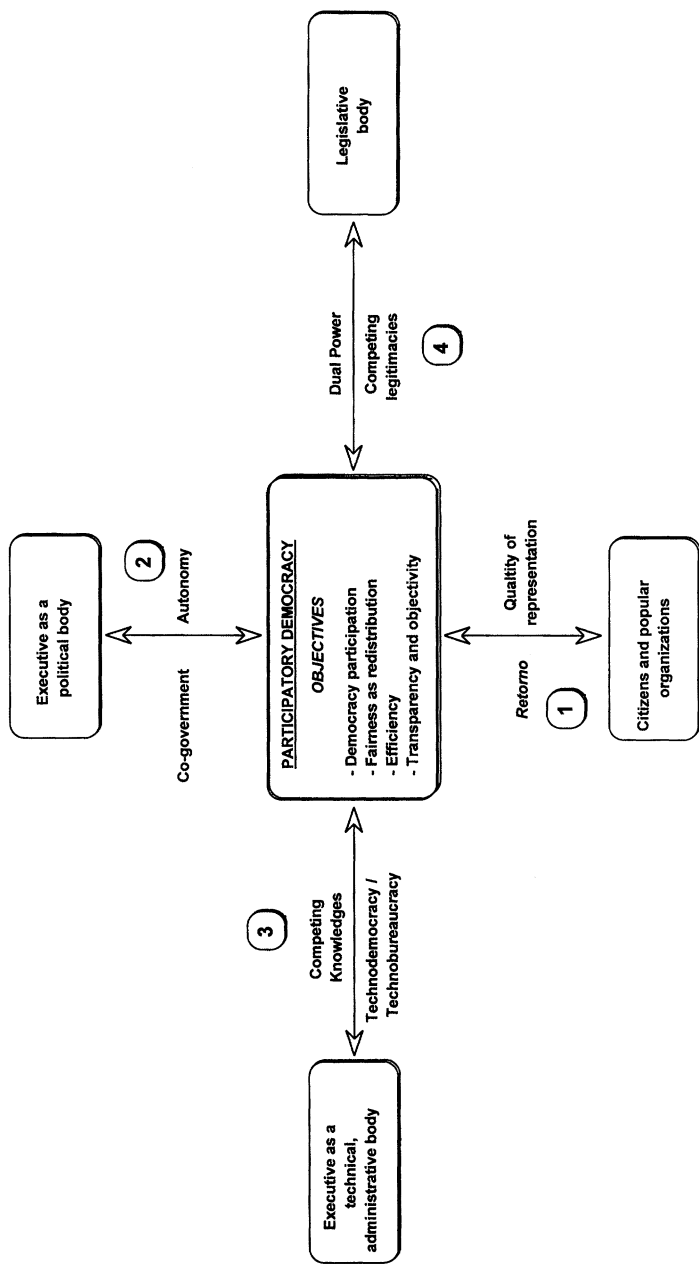 Executive as a
political body
2
Co-government
Autonomy
Executive as a
technical,
administrative body
3
Competing
Knowledges
Technodemocracy /
Technobureaucracy
PARTICIPATORY DEMOCRACY
OBJECTIVES
- Democracy participation
- Fairness as redistribution
- Efficiency
- Transparency and objectivity
Dual Power
Competing
legitimacies
4
Legislative
body
Retorno
1
Qualtity of
representation
Citizens and popular
organizations